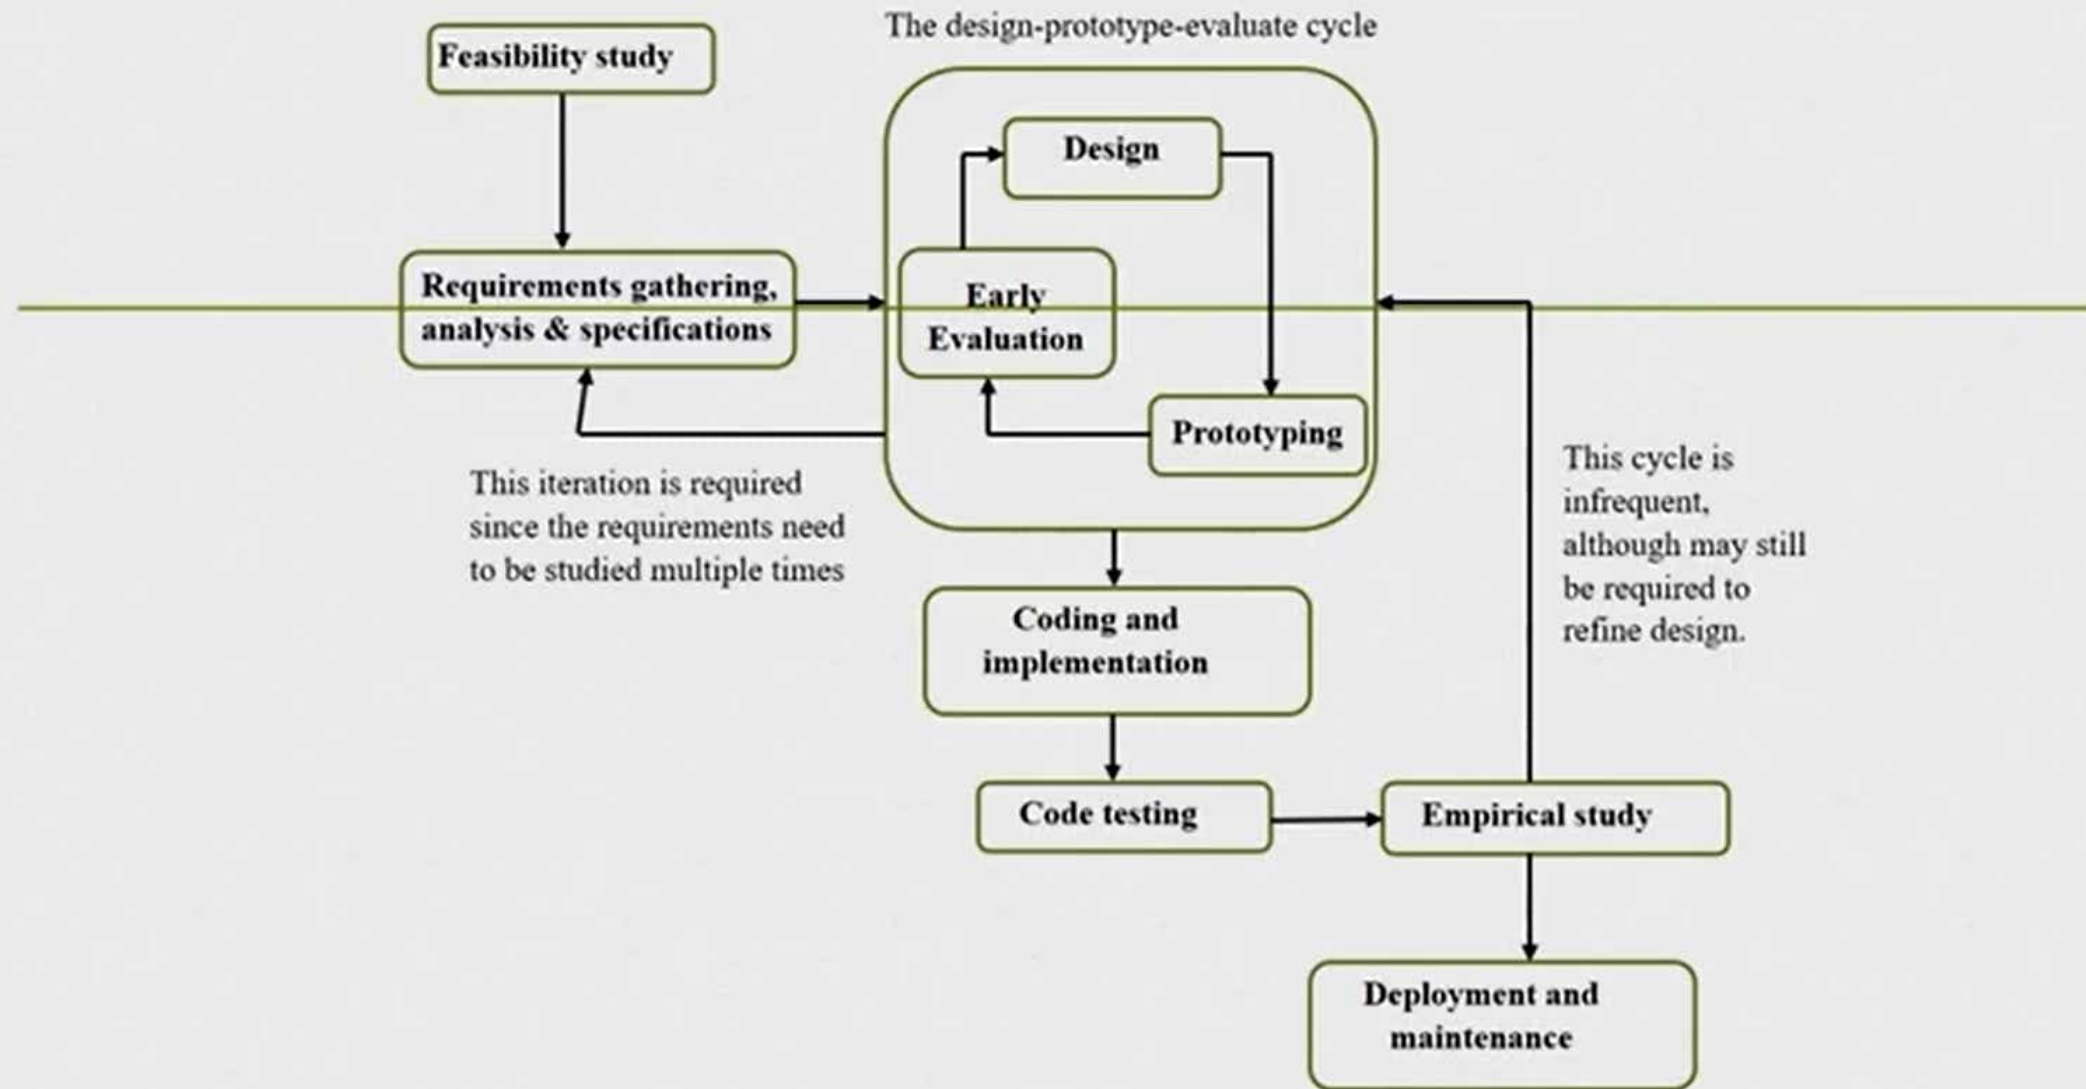 The design-prototype-evaluate cycle
Feasibility study
Design
Requirements gathering,
analysis & specifications
Early
Evaluation
Prototyping
This iteration is required
since the requirements need
to be studied multiple times
This cycle is
infrequent,
although may still
be required to
refine design.
Coding and
implementation
Code testing
Empirical study
Deployment and
maintenance